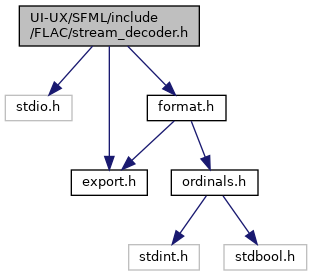 UI-UX/SFML/include
/FLAC/stream_decoder.h
stdio.h
format.h
export.h
ordinals.h
stdint.h
stdbool.h